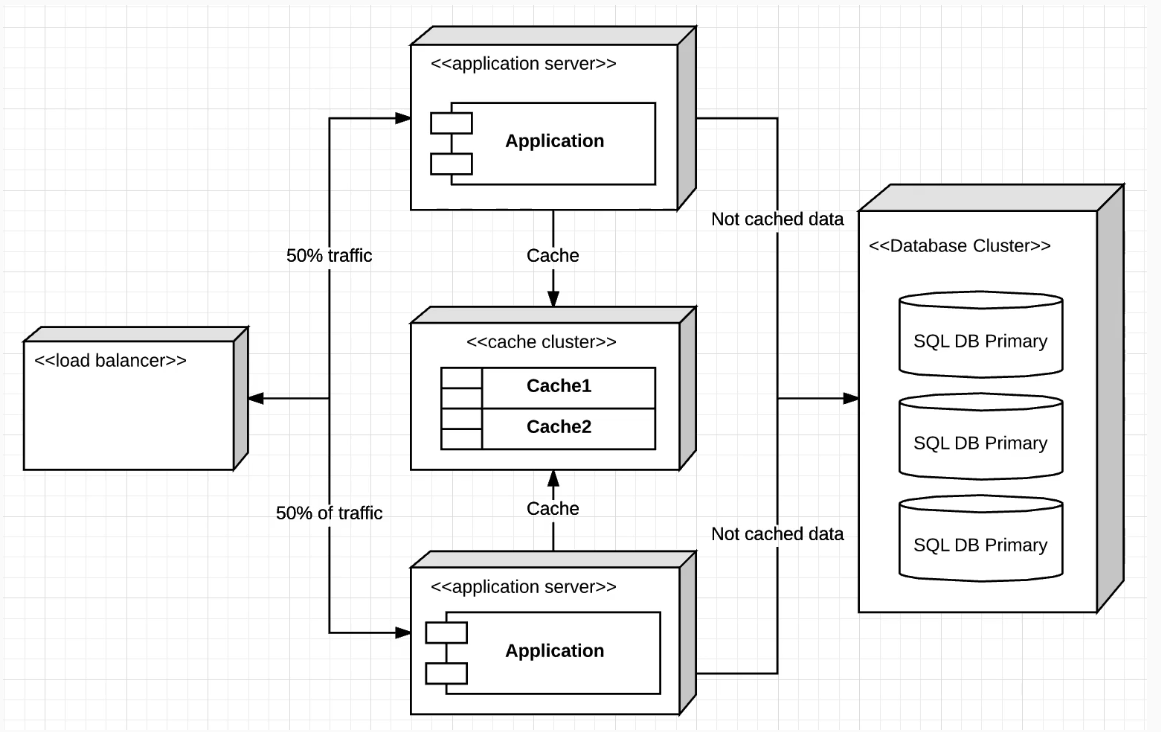 <<application server>>
Application
Not cached data
50% traffic
Cache
<<Database Cluster>>
SQL DB Primary
SQL DB Primary
SQL DB Primary
<<load balancer>>
<<cache cluster>>
Cache1
Cache2
50% of traffic
Cache
Not cached data
<<application server>>
Application